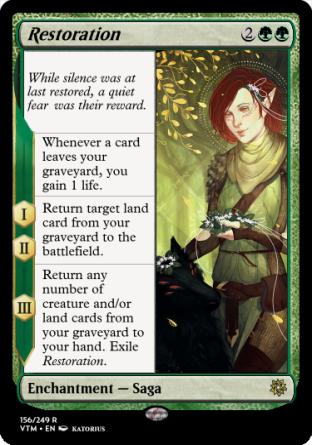 Restoration 2
While silence was at
last restored, a quiet
fear was their reward.
Whenever a card
leaves your
graveyard, you
gain 1 life.
I
II
Return target land
card from your
graveyard to the
battlefield.
III
Return any
number of
creature and/or
land cards from
your graveyard to
your hand. Exile
Restoration.
Enchantment — Saga
156/249 R
VTM • EN KATORIUS